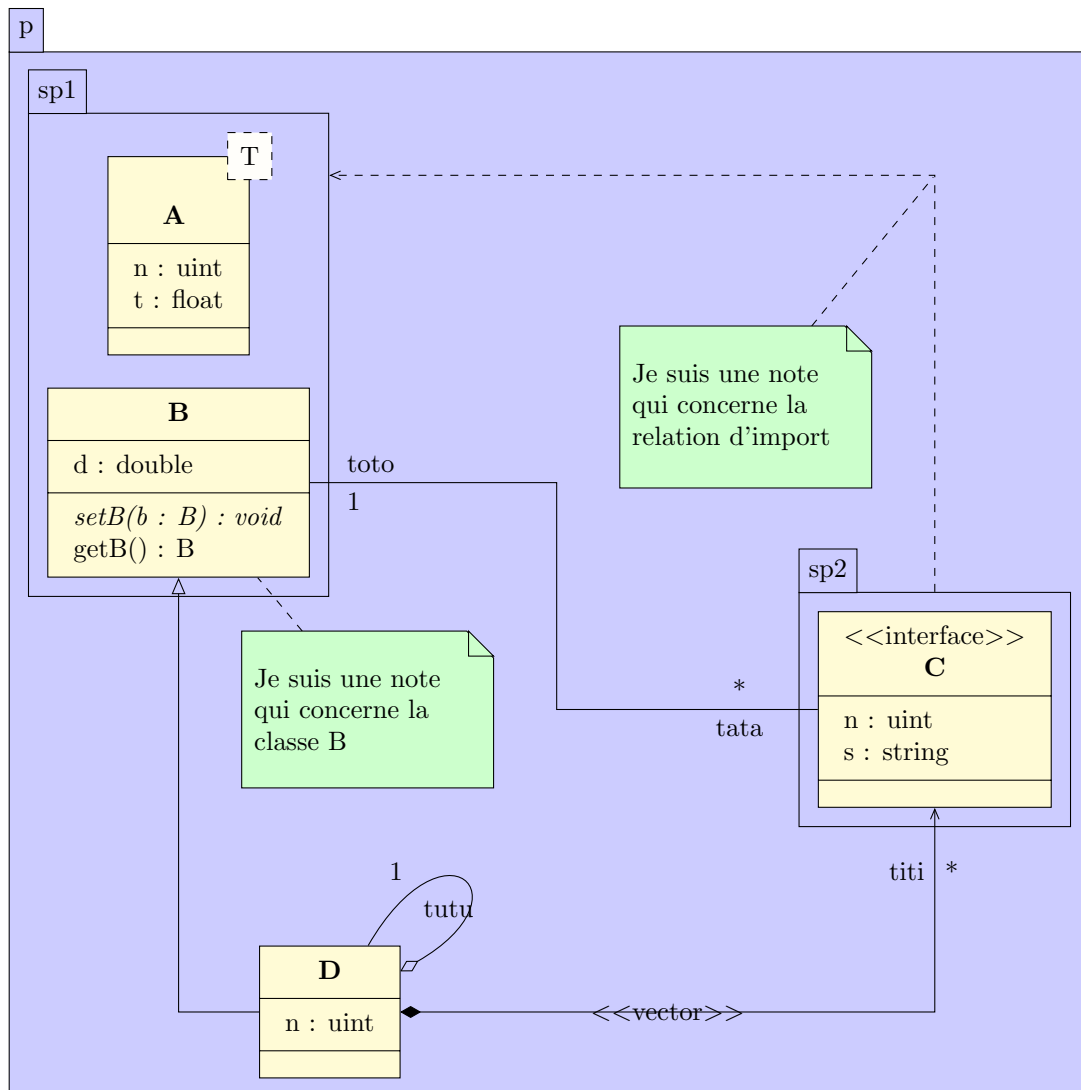 p
sp1
T
A
n : uint
t : float
B
d : double
setB(b : B) : void
getB() : B
toto
1
Je suis une note
qui concerne la
relation d'import
sp2
<<interface>>
C
n : uint
s : string
*
tata
Je suis une note
qui concerne la
classe B
titi
*
1
tutu
D
n : uint
<<vector>>